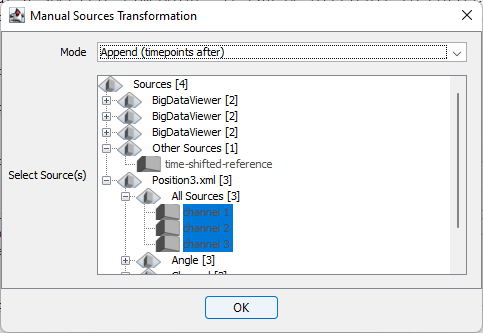 Manual Sources Transformation
Mode
Append (timepoints after)
Sources [4]
BigDataViewer [2]
BigDataViewer [2]
BigDataViewer [2]
Other Sources [1]
time-shifted-reference
Select Source(s)
Position3.xml [3]
All Sources [3]
channel 1
channel 2
channel 3
Angle [3]
OK